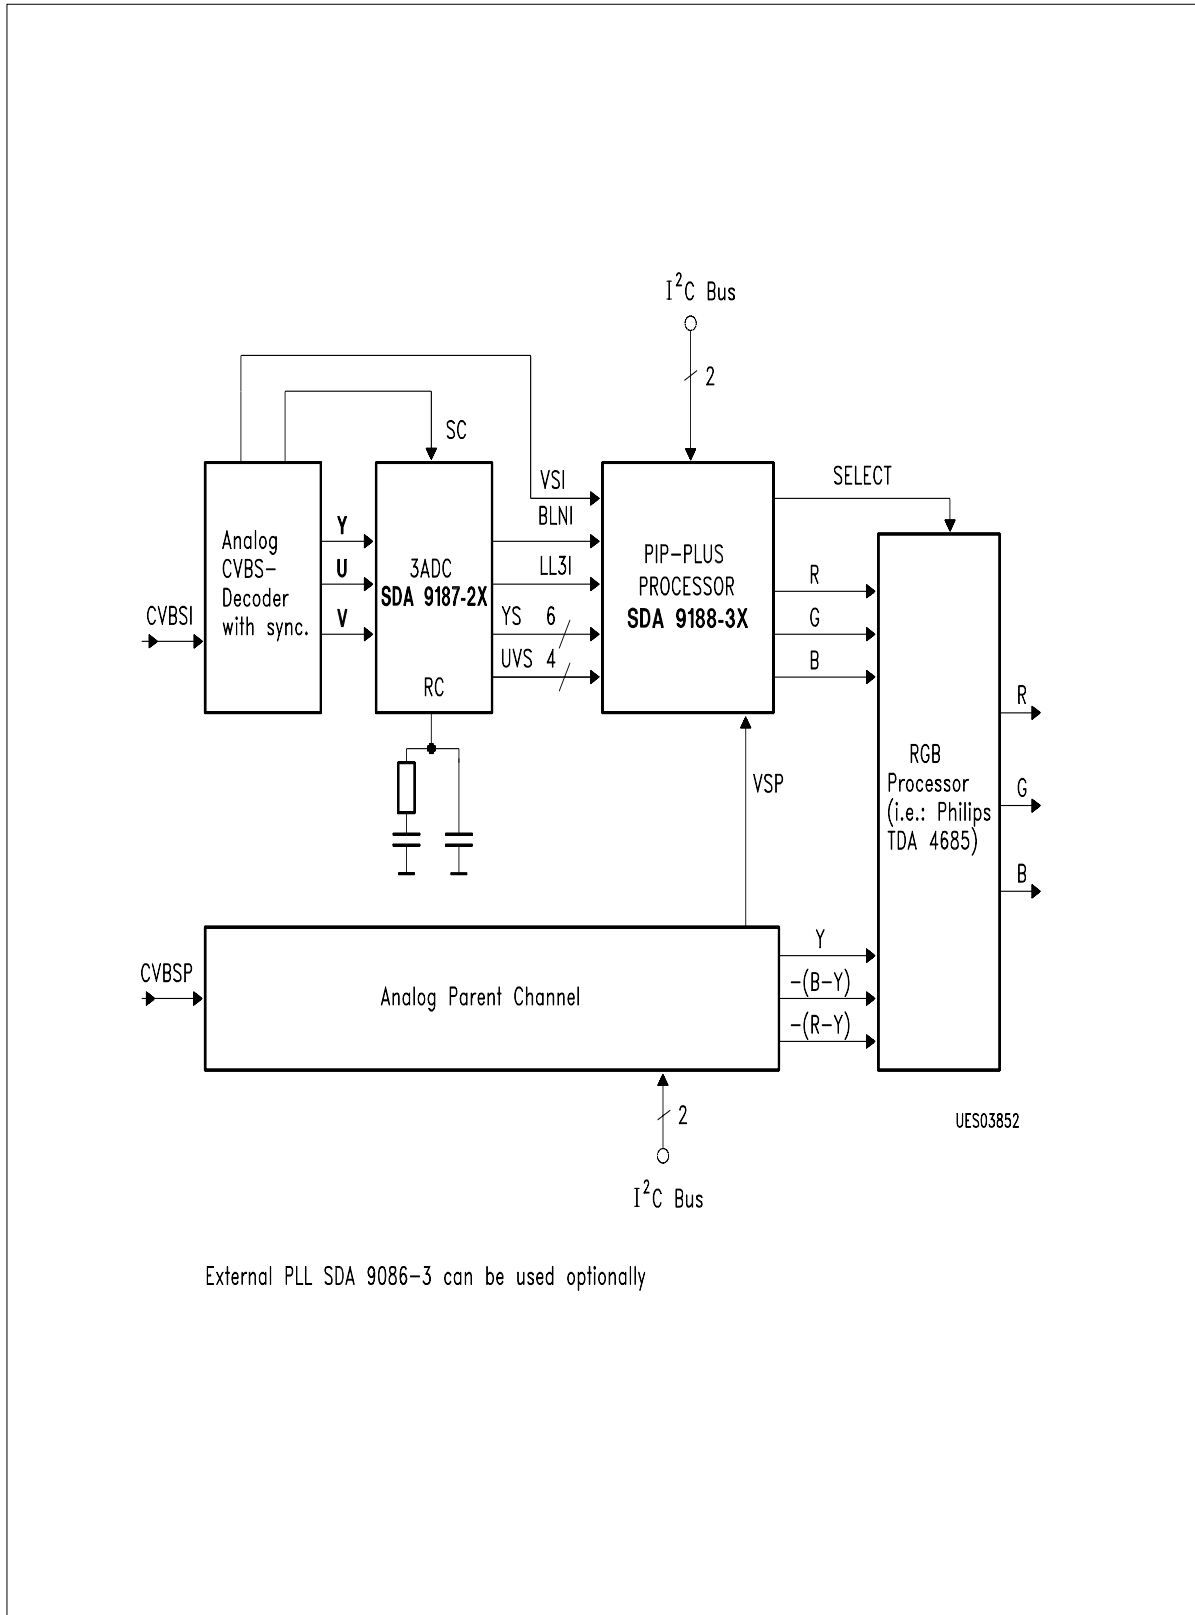 I²C Bus
2
SC
VSI
SELECT
BLNI
Analog
CVBS-
Decoder
with sync.
Y
U
V
3ADC
SDA 9187-2X
RC
LL3I
YS 6
UVS 4
PIP-PLUS
PROCESSOR
SDA 9188-3X
R
G
B
CVBSI
R
G
B
RGB
Processor
(i.e.: Philips
TDA 4685)
VSP
CVBSP
Analog Parent Channel
Y
-(B-Y)
-(R-Y)
2
I²C Bus
UES03852
External PLL SDA 9086-3 can be used optionally